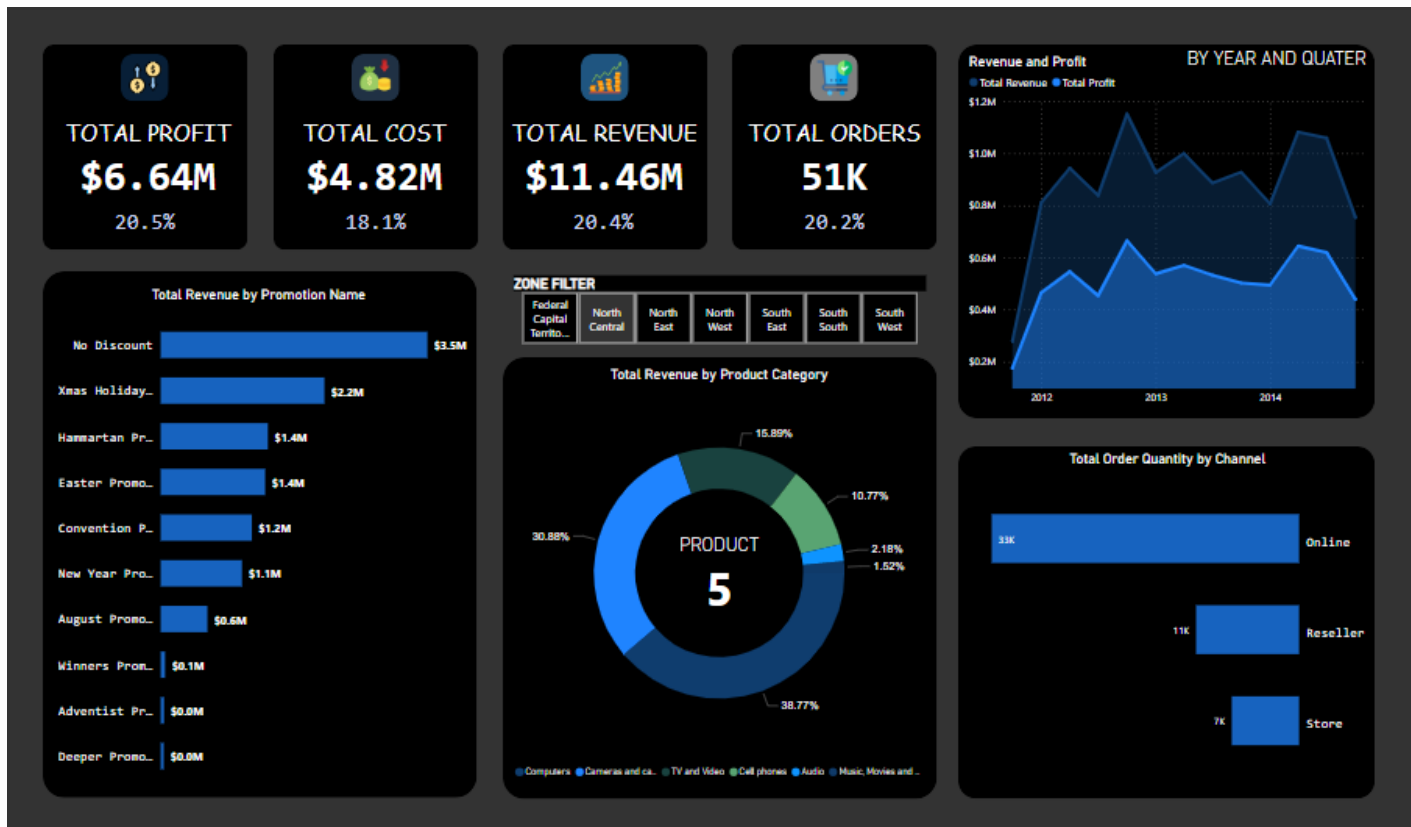 TOTAL PROFIT
$6.64M
20.5%
TOTAL COST
$4.82M
18.1%
TOTAL REVENUE
$11.46M
20.4%
TOTAL ORDERS
51K
20.2%
Revenue and Profit
BY YEAR AND QUATER
Total Revenue Total Profit
$1.2M
$1.0M
$0.8M
$0.6M
$0.4M
$0.2M
2012 2013 2014
Total Revenue by Promotion Name
No Discount $3.5M
Xmas Holiday… $2.2M
Hammartan Pr… $1.4M
Easter Promo… $1.4M
Convention P… $1.2M
New Year Pro… $1.1M
August Promo… $0.6M
Winners Prom… $0.1M
Adventist Pr… $0.0M
Deeper Promo… $0.0M
ZONE FILTER
Federal
Capital
Territo...
North
Central
North
East
North
West
South
East
South
South
South
West
Total Revenue by Product Category
15.89%
10.77%
30.88%
2.18%
1.52%
38.77%
PRODUCT
5
Computers Cameras and ca... TV and Video Cell phones Audio Music, Movies and ...
Total Order Quantity by Channel
33K Online
11K Reseller
7K Store